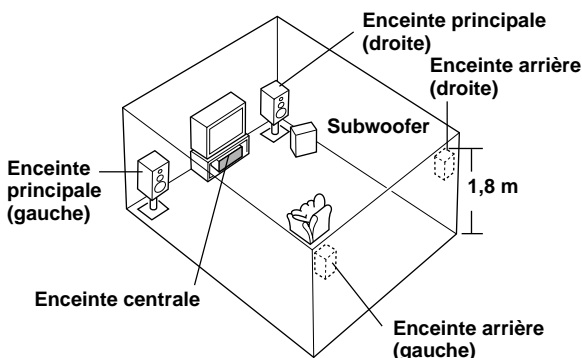 Enceinte principale
(droite)
Enceinte arrière
(droite)
Subwoofer
Enceinte
principale
(gauche)
1,8 m
Enceinte centrale
Enceinte arrière
(gauche)